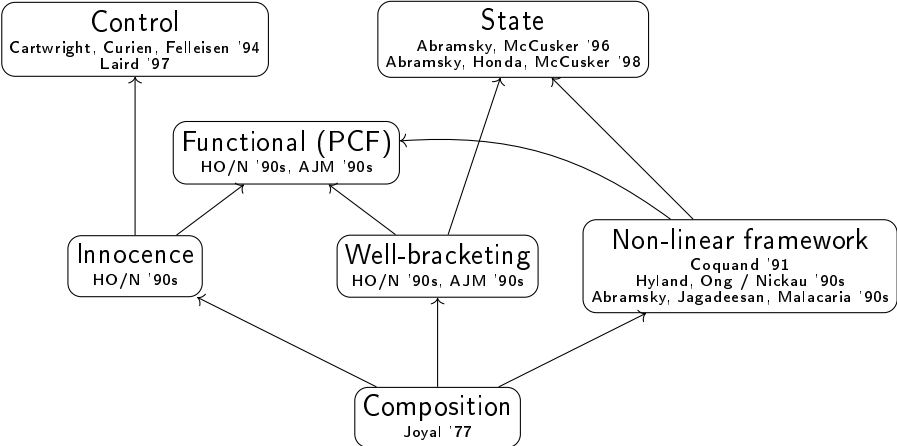 Control
Cartwright, Curien, Felleisen '94
Laird '97
State
Abramsky, McCusker '96
Abramsky, Honda, McCusker '98
Functional (PCF)
HO/N '90s, AJM '90s
Innocence
HO/N '90s
Well-bracketing
HO/N '90s, AJM '90s
Non-linear framework
Coquand '91
Hyland, Ong / Nickau '90s
Abramsky, Jagadeesan, Malacaria '90s
Composition
Joyal '77